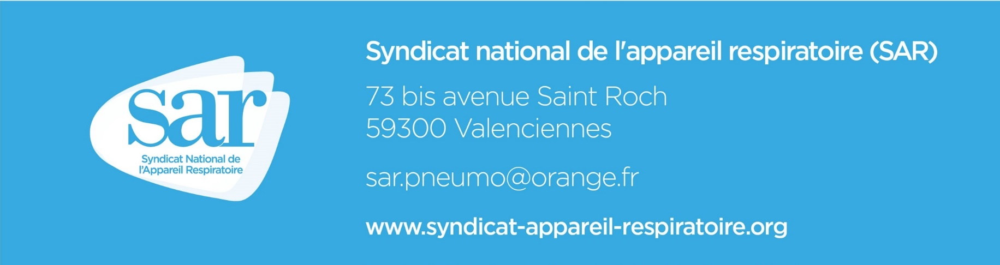 sar
Syndicat National de
l’Appareil Respiratoire
Syndicat national de l'appareil respiratoire (SAR)
73 bis avenue Saint Roch
59300 Valenciennes
sar.pneumo@orange.fr
www.syndicat-appareil-respiratoire.org